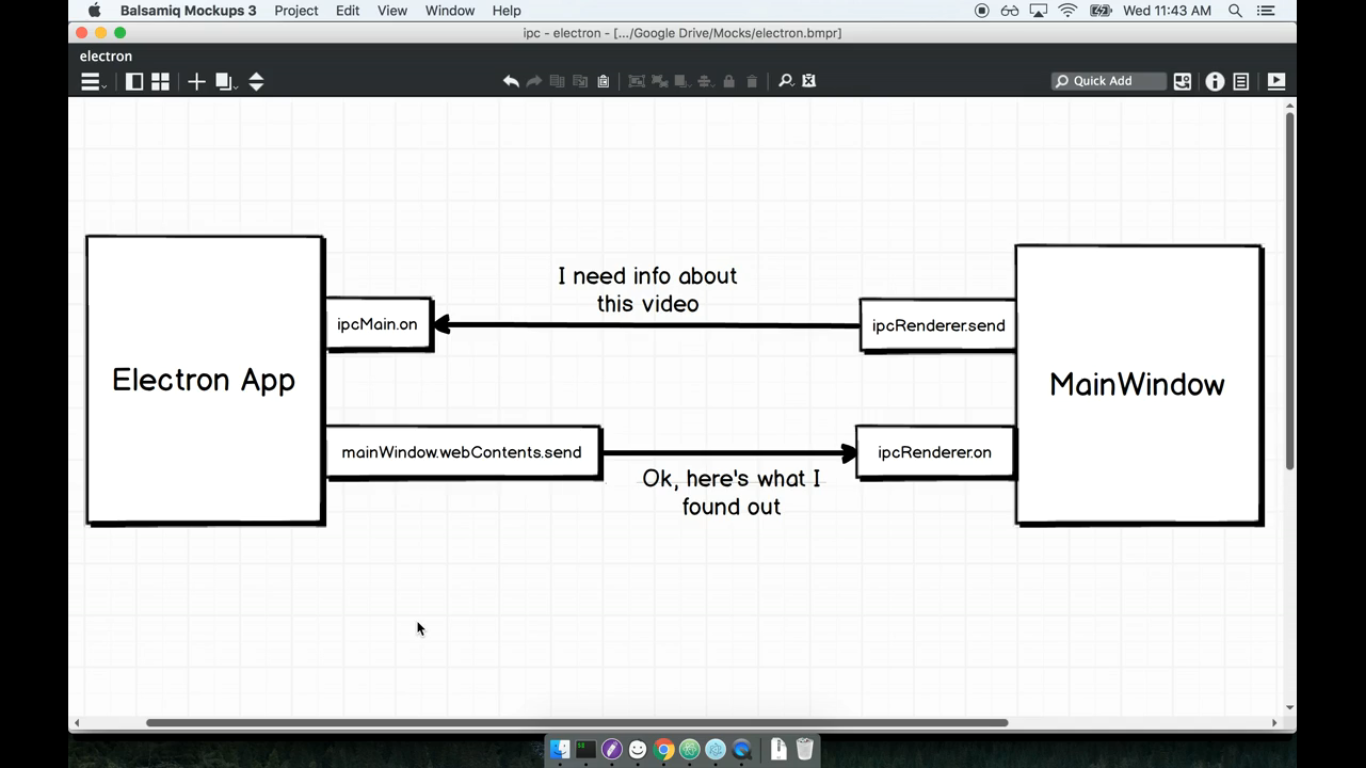 Balsamiq Mockups 3 Project Edit View Window Help Wed 11:43 AM
ipc - electron - [.../Google Drive/Mocks/electron.bmpr]
electron
Quick Add
I need info about
this video
ipcMain.on
ipcRenderer.send
Electron App
MainWindow
mainWindow.webContents.send
ipcRenderer.on
Ok, here's what I
found out